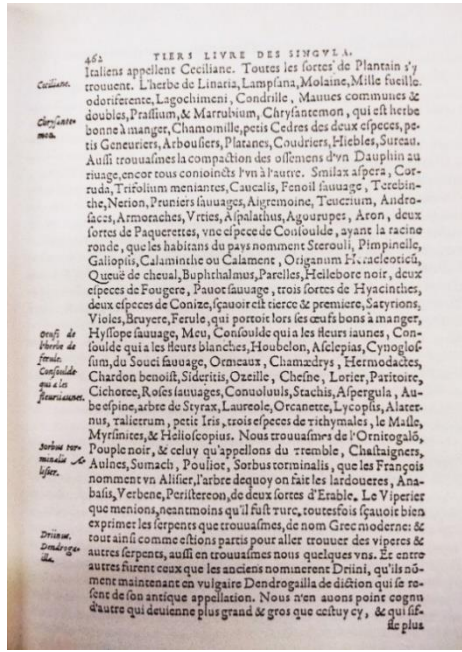 462 TIERS LIVRE DES SINGVLA.
Italiens appellent Ceciliane. Toutes les sortes de Plantain s'y
Ceciliane.
trouuent. L'herbe de Linaria, Lampsana, Molaine, Mille fueille
odoriferente, Lagochimeni, Condrille, Mauues communes &
Chrysantemon.
doubles, Prassium, & Marrubium, Chrysantemon, qui est herbe
bonne à manger, Chamomille, petis Cedres des deux especes, pe-
tis Geneuriers, Arbousiers, Platanes, Coudriers, Hiebles, Sureau.
Aussi trouuasmes la compaction des ossemens d'vn Dauphin au
riuage, encor tous conioincts l'vn à l'autre. Smilax aspera, Cor-
ruda, Trifolium meniantes, Caucalis, Fenoil sauuage, Terebin-
the, Nerion, Pruniers sauuages, Aigremoine, Teucrium, Andro-
saces, Armoraches, Vrties, Aspalathus, Agourupes, Aron, deux
sortes de Paquerettes, vne espece de Consoulde, ayant la racine
ronde, que les habitans du pays nomment Sterouli, Pimpinelle,
Galiopsis, Calaminthe ou Calament, Origanum Heracleoticũ,
Queuë de cheual, Buphthalmus, Parelles, Hellebore noir, deux
especes de Fougere, Pauot sauuage, trois sortes de Hyacinthes,
deux especes de Conize, sçauoir est tierce & premiere, Satyrions,
Violes, Bruyere, Ferule, qui portoit lors ses œufs bons à manger,
Oeufs de l'herbe de ferule.
Hyssope sauuage, Meu, Consoulde qui a les fleurs iaunes, Con-
soulde qui a les fleurs blanches, Houbelon, Asclepias, Cynoglos-
Consoulde qui a les fleurs iaunes.
sum, du Souci sauuage, Ormeaux, Chamædrys, Hermodactes,
Chardon benoist, Sideritis, Ozeille, Chesne, Lorier, Paritoire,
Cichoree, Roses sauuages, Conuoluuls, Stachis, Aspergula, Au-
be espine, arbre de Styrax, Laureole, Orcanette, Lycopsis, Alater-
nus, Talietrum, petit Iris, trois especes de Tithymales, le Masle,
Myrsinites, & Helioscopius. Nous trouuasmes de l'Ornitogalõ,
Sorbus torminalis Alisier.
Pouple noir, & celuy qu'appellons du Tremble, Chastaigners,
Aulnes, Sumach, Pouliot, Sorbus torminalis, que les François
nomment vn Alisier, l'arbre dequoy on fait les lardoueres, Ana-
basis, Verbene, Peristereon, de deux sortes d'Erable. Le Viperier
que menions, neantmoins qu'il fust Turc, toutesfois sçauoit bien
exprimer les serpents que trouuasmes, de nom Grec moderne: &
Driinus, Dendrogailla.
tout ainsi comme estions partis pour aller trouuer des viperes &
autres serpents, aussi en trouuasmes nous quelques vns. Et entre
autres furent ceux que les anciens nommerent Driini, qu'ils nõ-
ment maintenant en vulgaire Dendrogailla de diction qui se re-
sent de son antique appellation. Nous n'en auons point cognu
d'autre qui deuienne plus grand & gros que cestuy cy, & qui sif-
fle plus